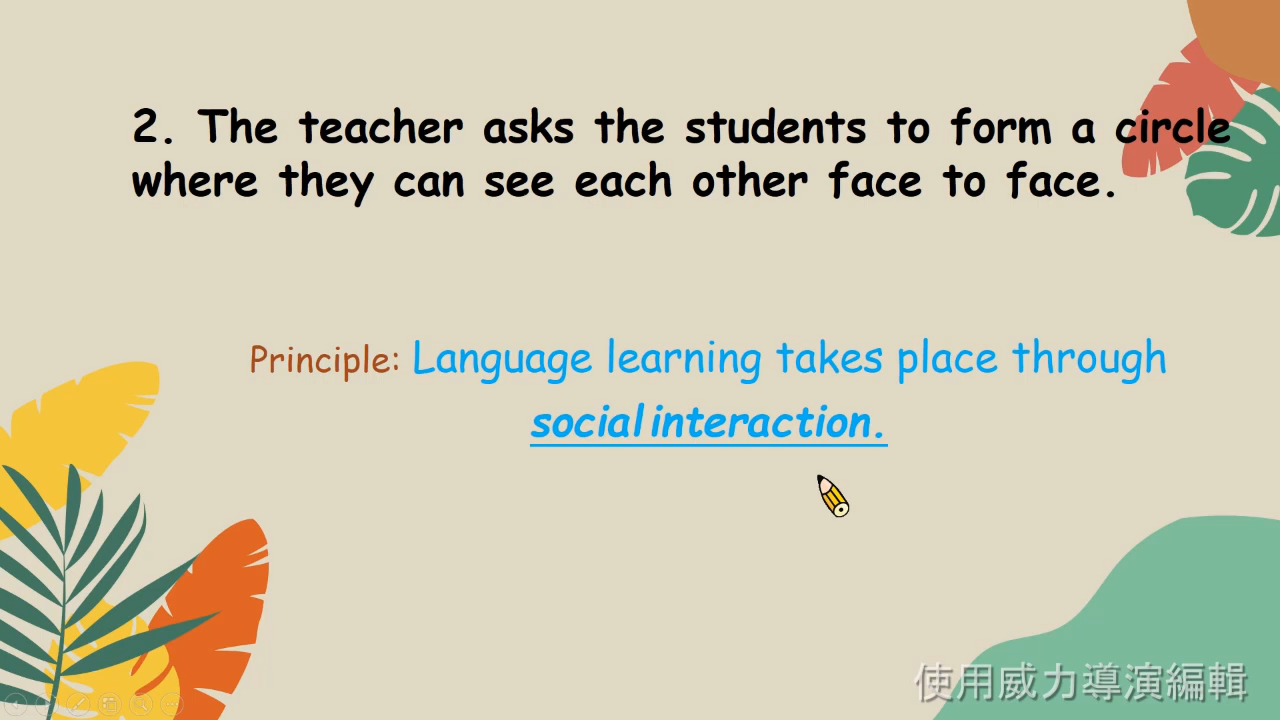 2. The teacher asks the students to form a circle
where they can see each other face to face.
Principle: Language learning takes place through
social interaction.
使用威力導演編輯